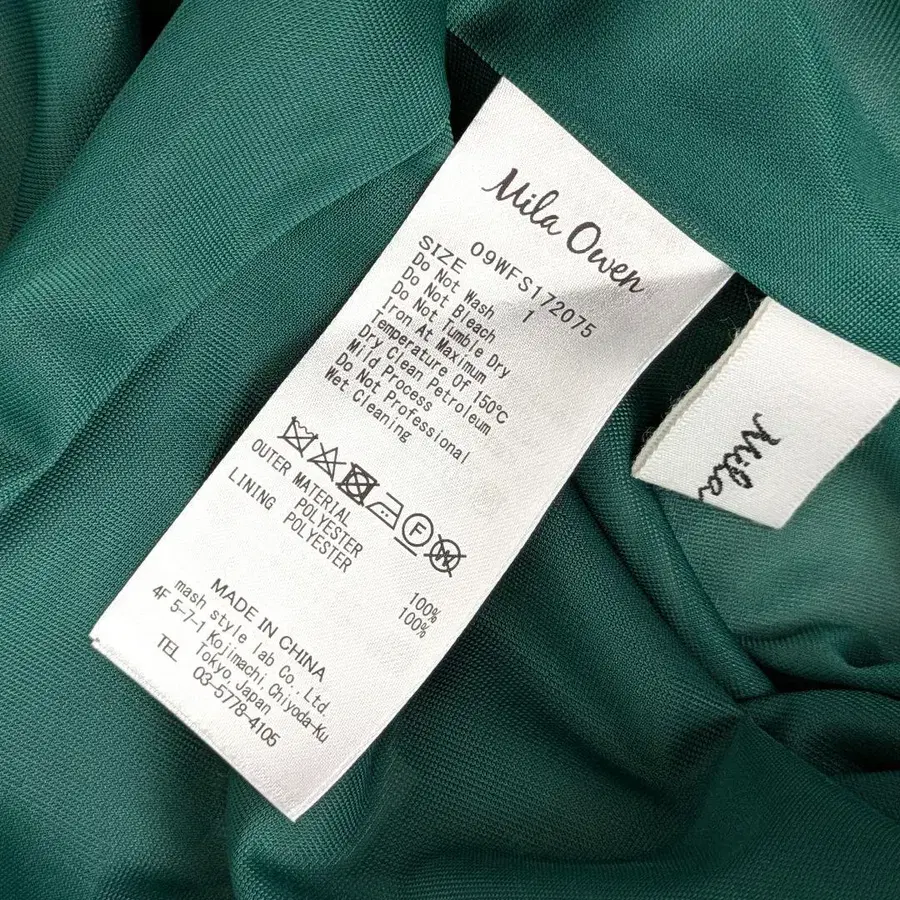 Mila Owen
09WFS172075
SIZE 1
Do Not Wash
Do Not Bleach
Do Not Tumble Dry
Iron At Maximum
Temperature Of 150℃
Dry Clean Petroleum
Mild Process
Do Not Professional
Wet Cleaning
F
W
OUTER MATERIAL
POLYESTER 100%
LINING POLYESTER 100%
MADE IN CHINA
mash style lab Co., Ltd.
4F 5-7-1 Kojimachi, Chiyoda-Ku
Tokyo, Japan
TEL 03-5778-4105
Mila